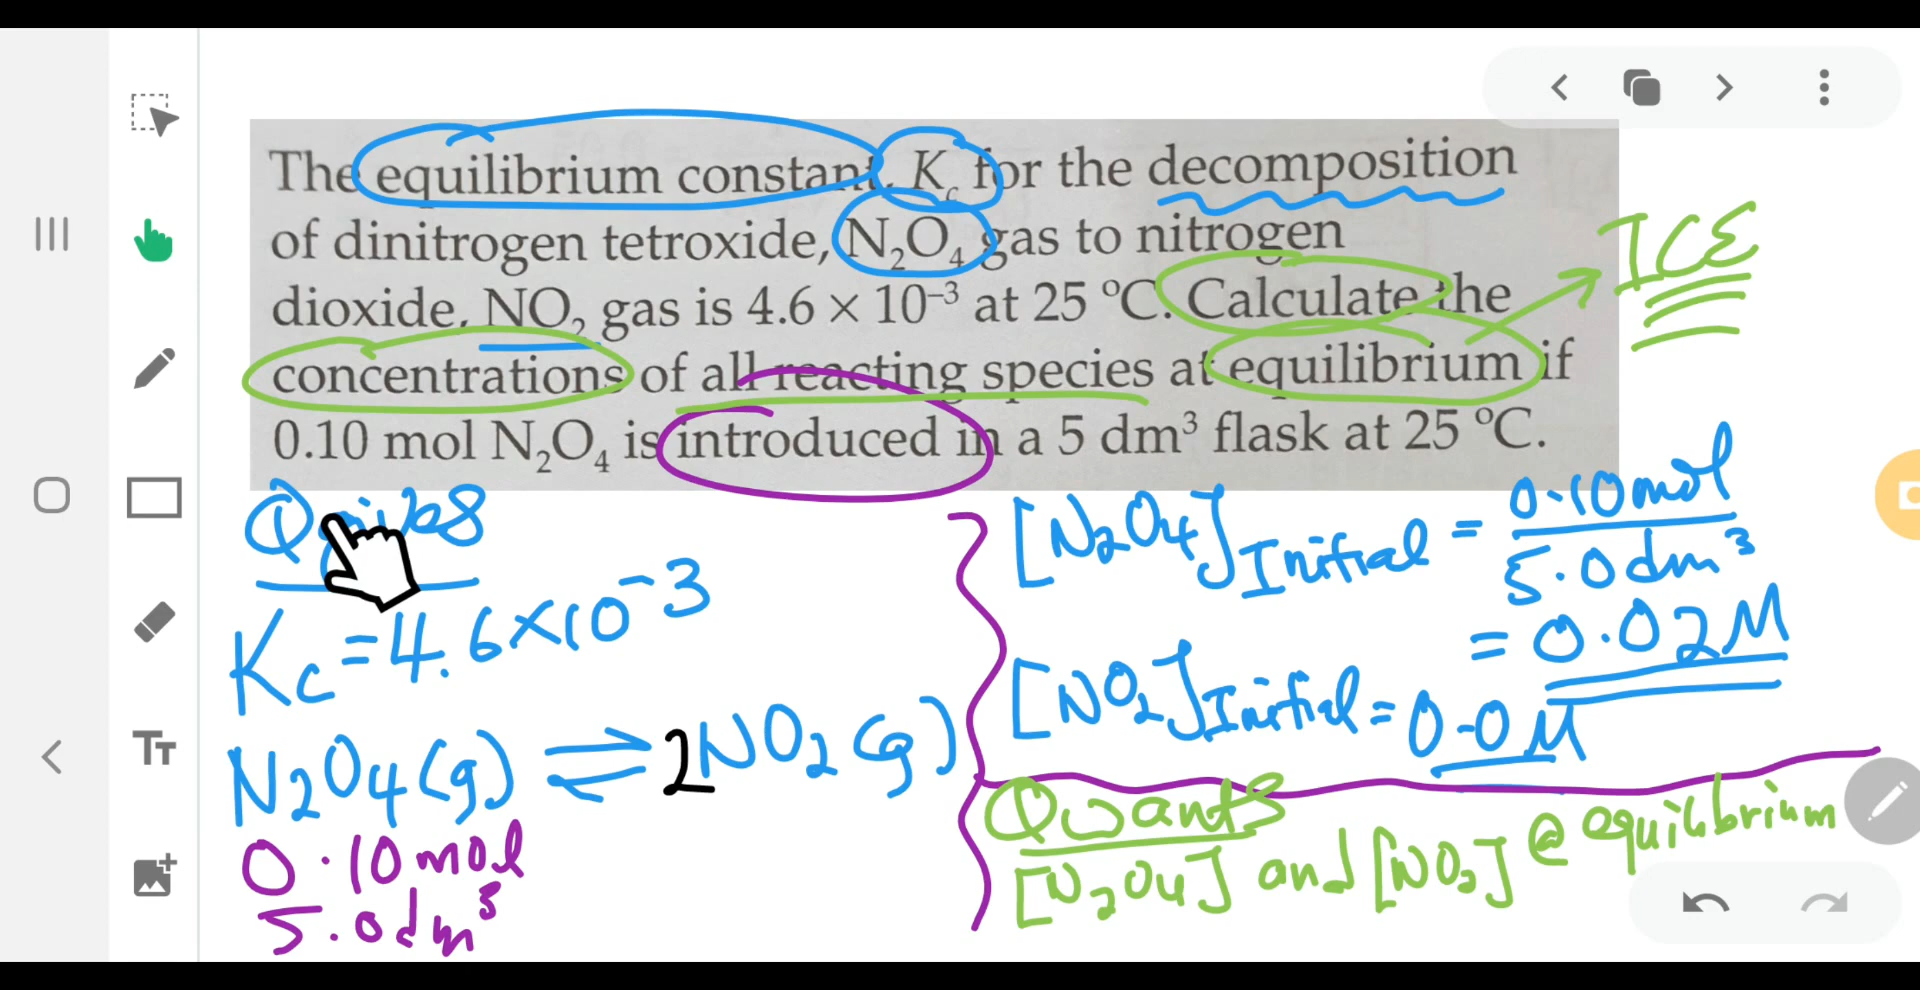 The equilibrium constant, Kc for the decomposition
of dinitrogen tetroxide, N₂O₄ gas to nitrogen
dioxide, NO₂ gas is 4.6 × 10⁻³ at 25 °C. Calculate the
concentrations of all reacting species at equilibrium if
0.10 mol N₂O₄ is introduced in a 5 dm³ flask at 25 °C.
ICE
Kc = 4.6×10⁻³
N₂O₄(g) ⇌ 2NO₂(g)
0.10 mol
5.0 dm³
[N₂O₄]Initial = 0.10 mol
5.0 dm³
= 0.02M
[NO₂]Initial = 0.0M
Qwants
[N₂O₄] and [NO₂] @ equilibrium
Tт